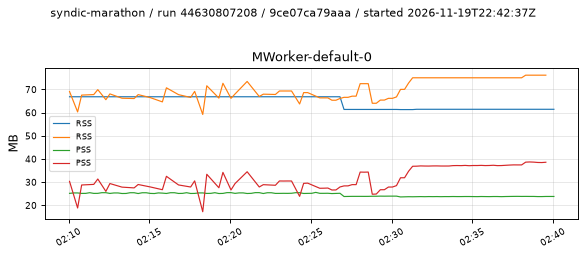 syndic-marathon / run 44630807208 / 9ce07ca79aaa / started 2026-11-19T22:42:37Z
MWorker-default-0
MB
70
60
50
40
30
20
RSS
RSS
PSS
PSS
02:10
02:15
02:20
02:25
02:30
02:35
02:40